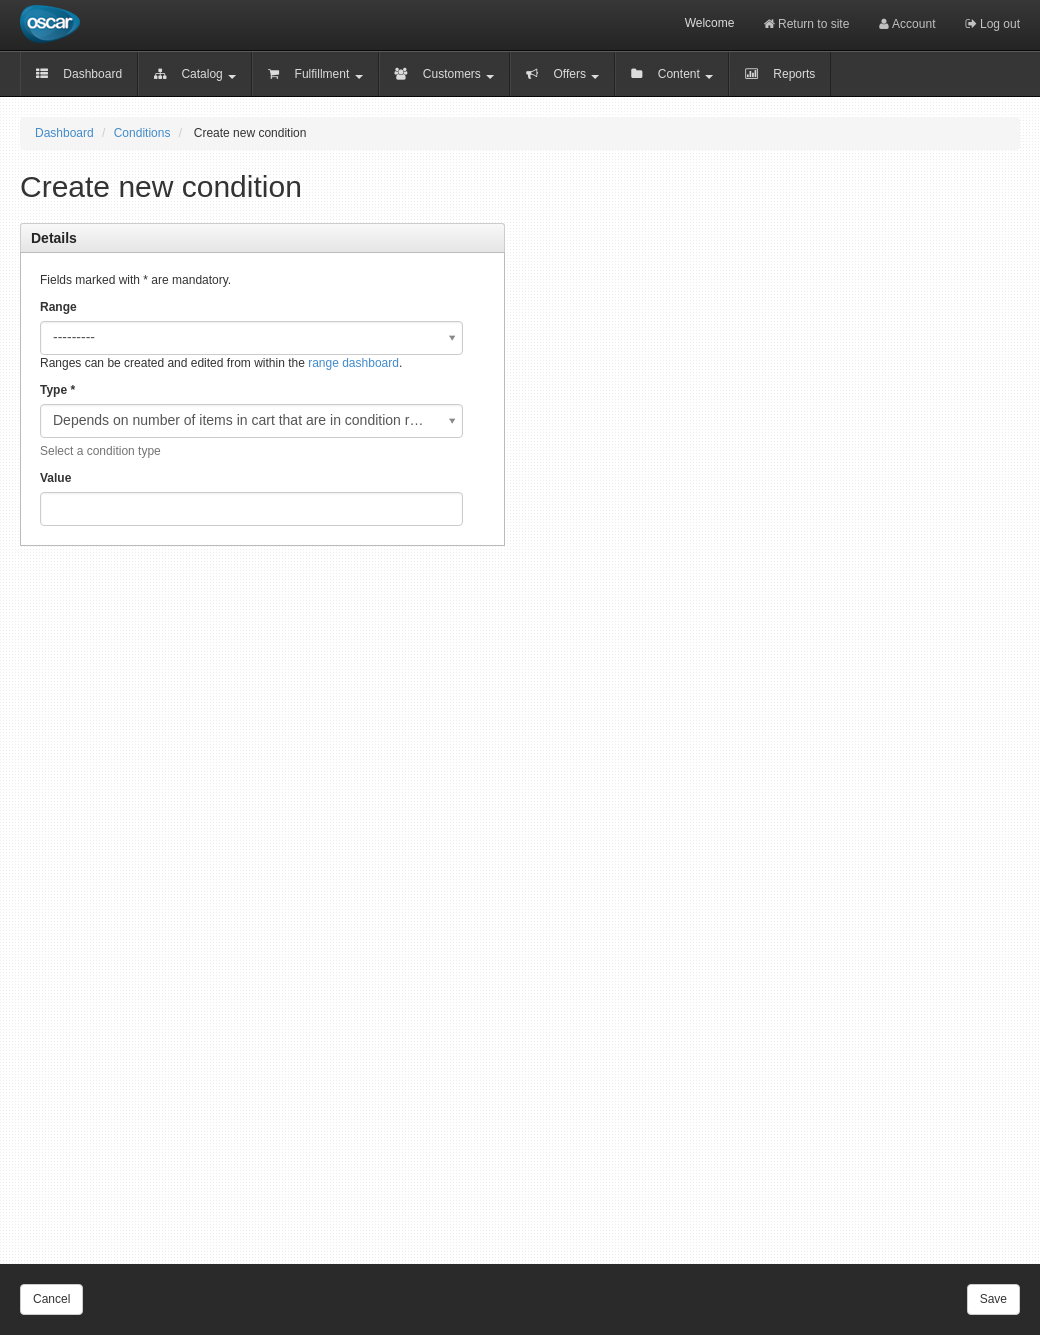 oscar
Welcome Return to site Account Log out
Dashboard Catalog Fulfillment Customers Offers Content Reports
Dashboard / Conditions / Create new condition
Create new condition
Details
Fields marked with * are mandatory.
Range
---------
Ranges can be created and edited from within the range dashboard.
Type *
Depends on number of items in cart that are in condition r…
Select a condition type
Value
Cancel Save